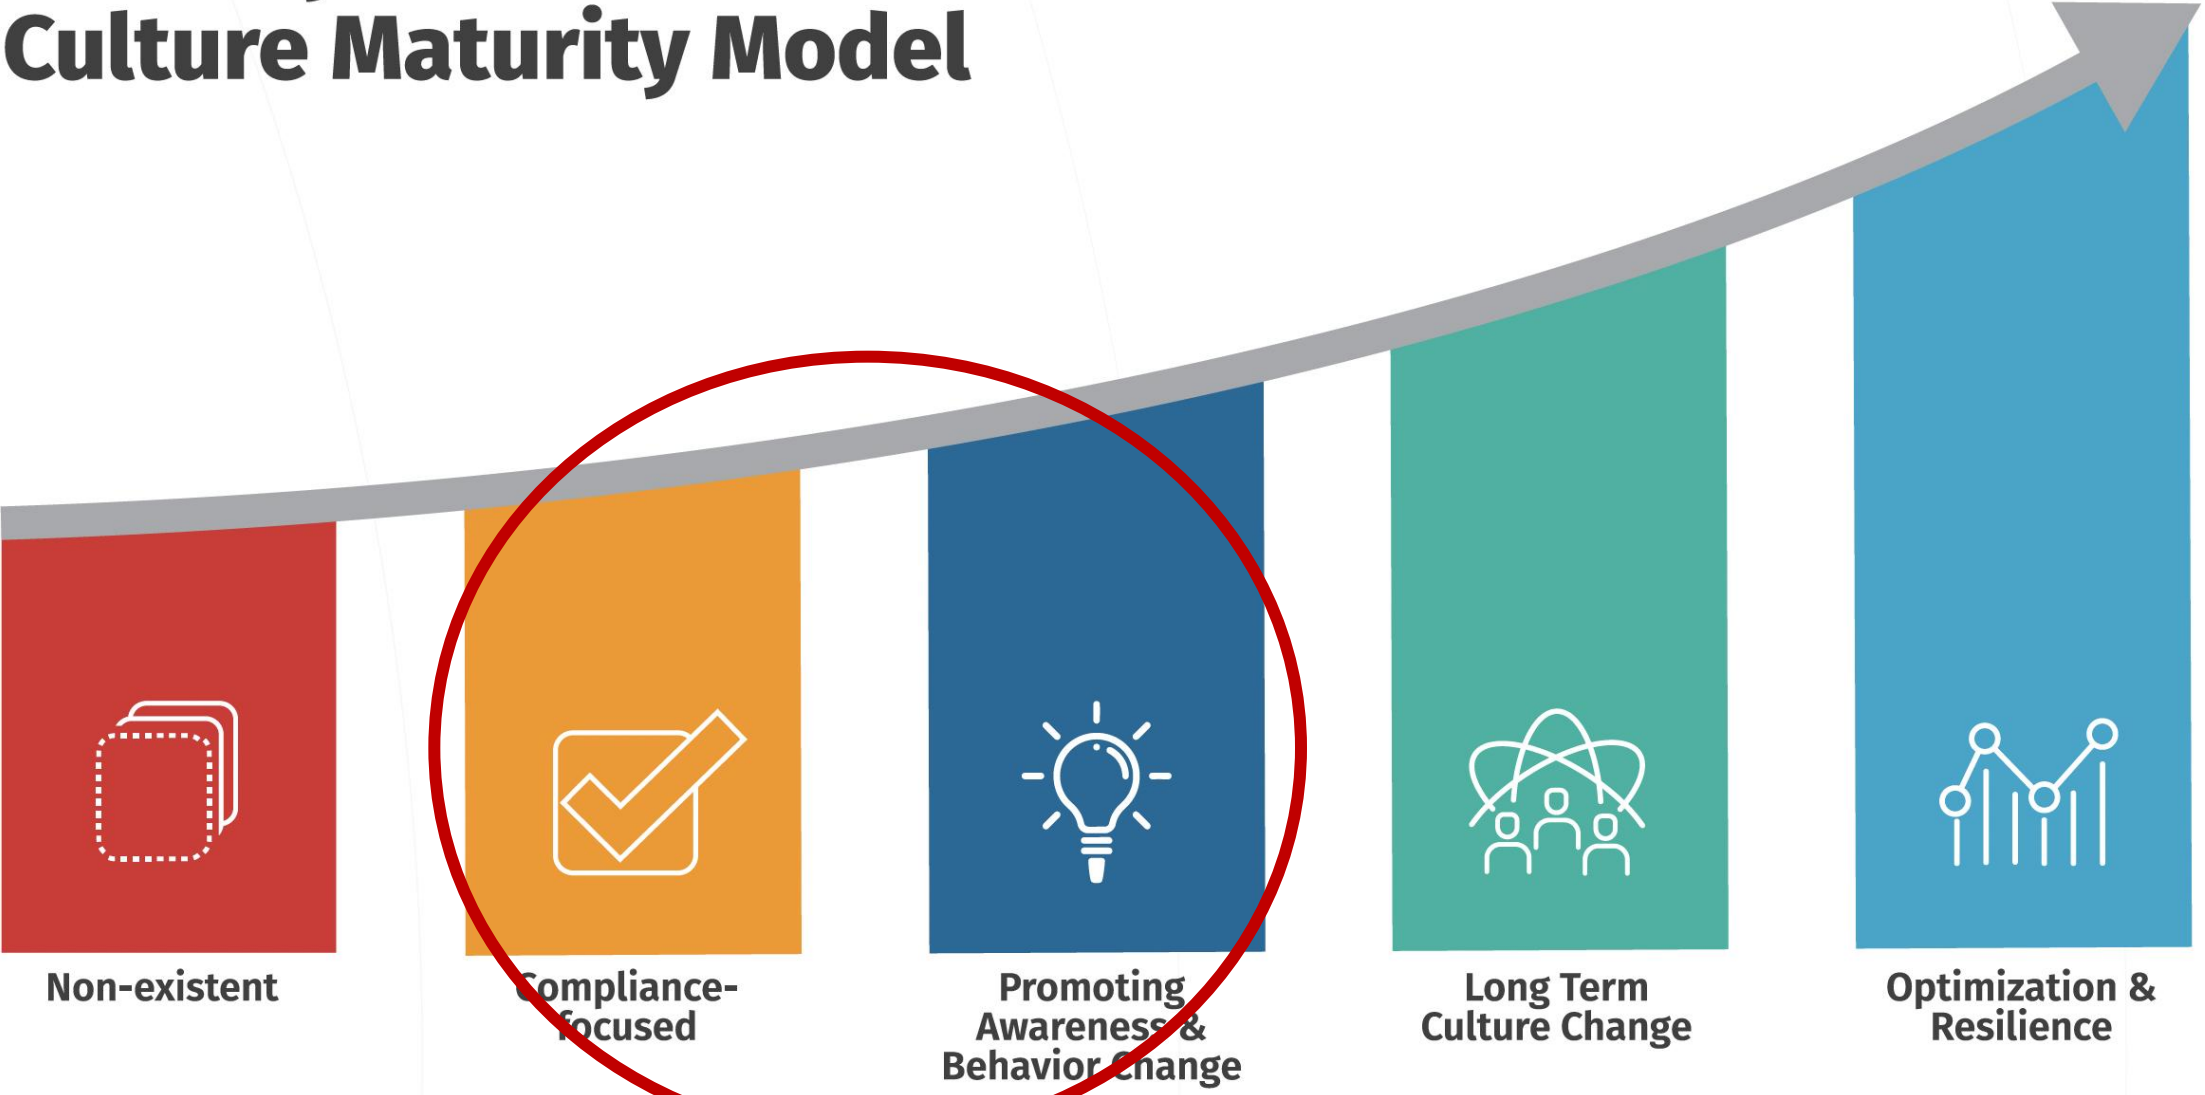 Culture Maturity Model
Non-existent
Compliance-
focused
Promoting
Awareness &
Behavior Change
Long Term
Culture Change
Optimization &
Resilience